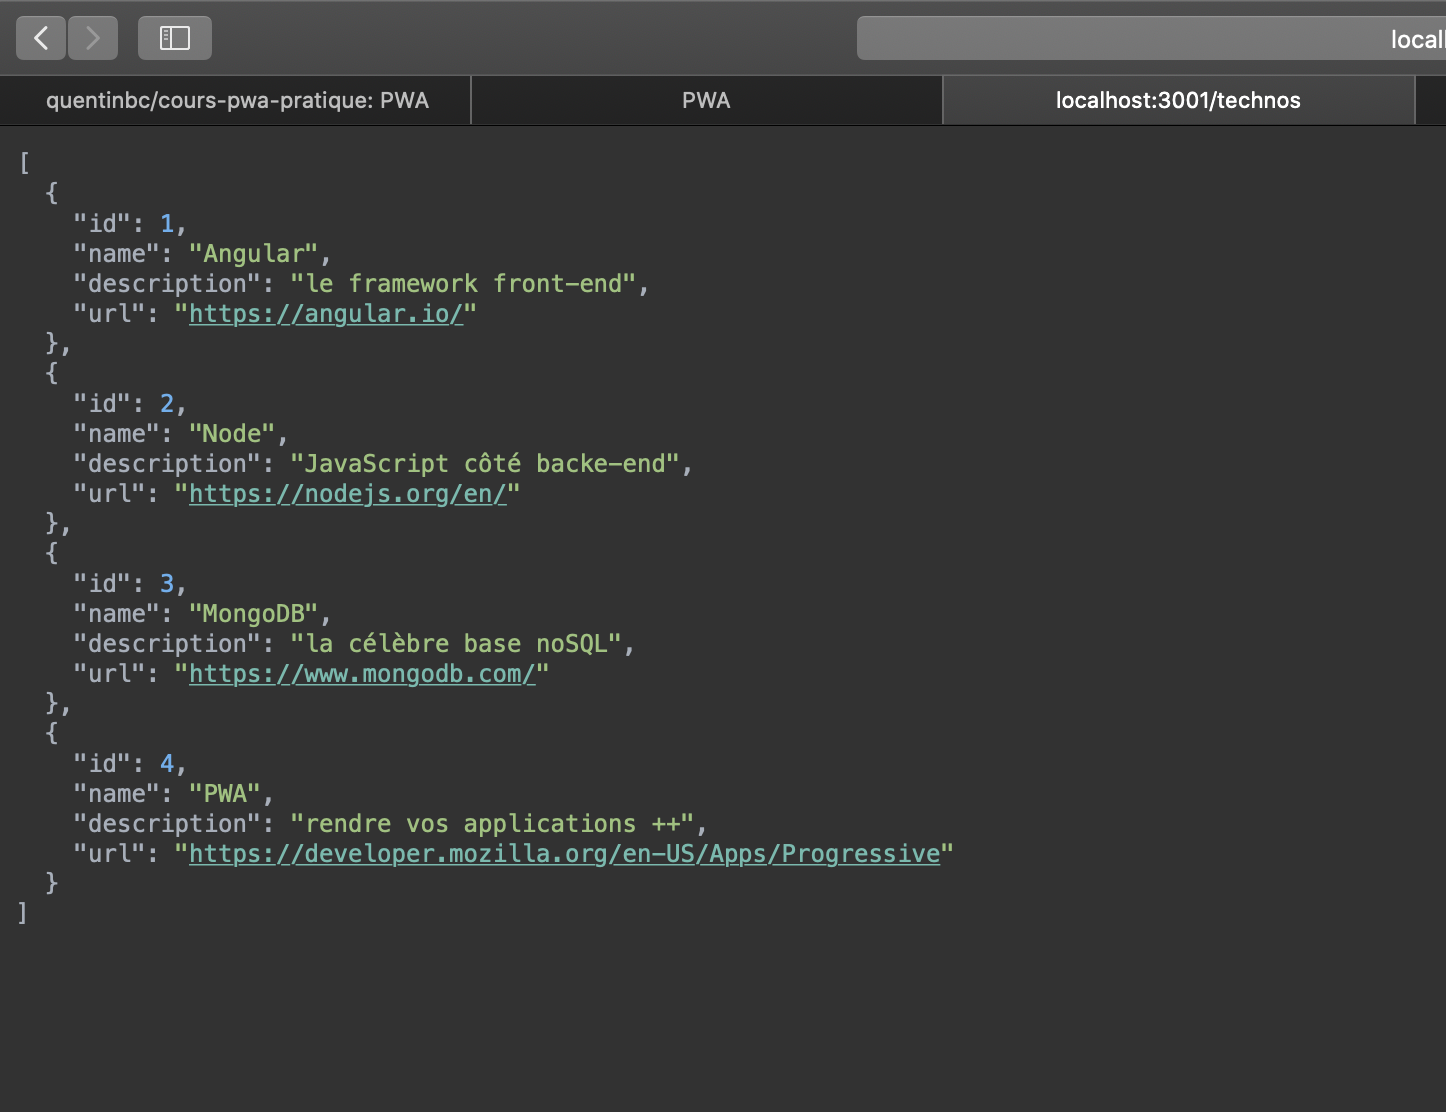 locall
quentinbc/cours-pwa-pratique: PWA
PWA
localhost:3001/technos
[
{
"id": 1,
"name": "Angular",
"description": "le framework front-end",
"url": "https://angular.io/"
},
{
"id": 2,
"name": "Node",
"description": "JavaScript côté backe-end",
"url": "https://nodejs.org/en/"
},
{
"id": 3,
"name": "MongoDB",
"description": "la célèbre base noSQL",
"url": "https://www.mongodb.com/"
},
{
"id": 4,
"name": "PWA",
"description": "rendre vos applications ++",
"url": "https://developer.mozilla.org/en-US/Apps/Progressive"
}
]